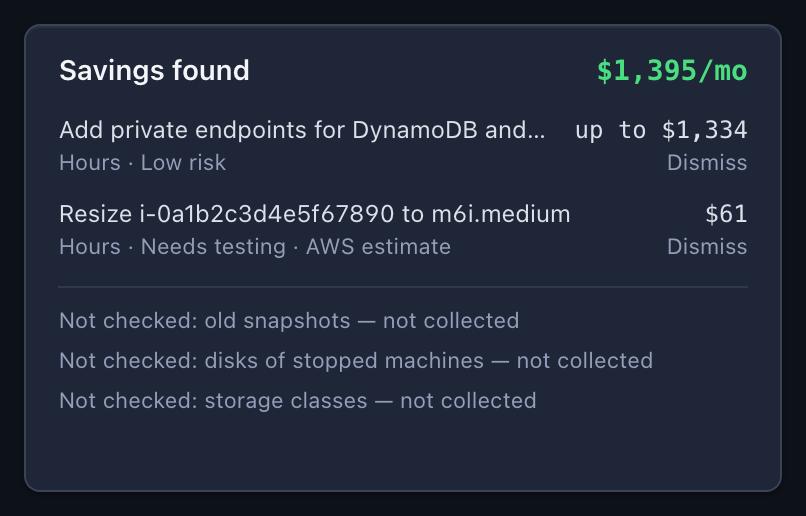 Savings found $1,395/mo
Add private endpoints for DynamoDB and... up to $1,334
Hours · Low risk Dismiss
Resize i-0a1b2c3d4e5f67890 to m6i.medium $61
Hours · Needs testing · AWS estimate Dismiss
Not checked: old snapshots — not collected
Not checked: disks of stopped machines — not collected
Not checked: storage classes — not collected